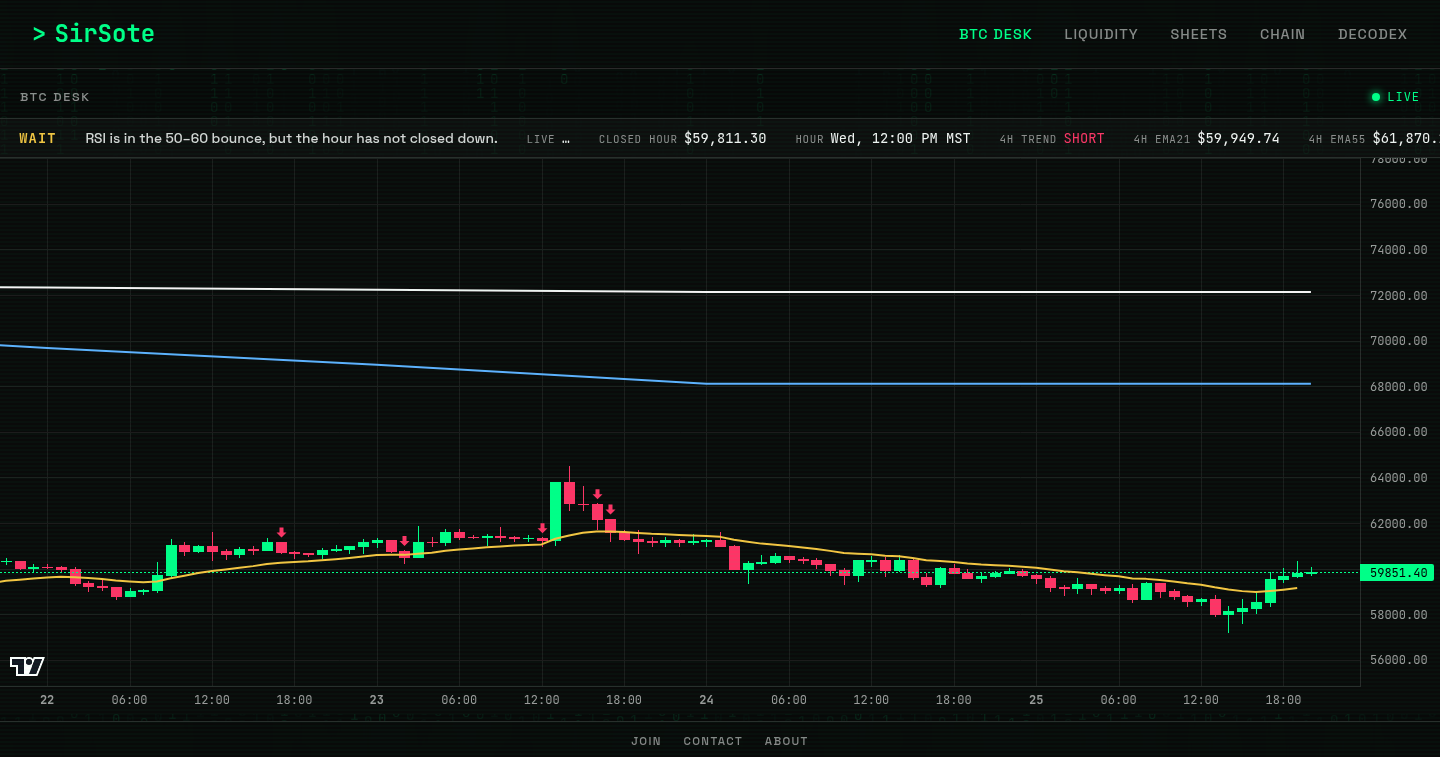 > SirSote
BTC DESK LIQUIDITY SHEETS CHAIN DECODEX
BTC DESK
LIVE
WAIT RSI is in the 50–60 bounce, but the hour has not closed down. LIVE … CLOSED HOUR $59,811.30 HOUR Wed, 12:00 PM MST 4H TREND SHORT 4H EMA21 $59,949.74 4H EMA55 $61,870.
78000.00
76000.00
74000.00
72000.00
70000.00
68000.00
66000.00
64000.00
62000.00
59851.40
58000.00
56000.00
22 06:00 12:00 18:00 23 06:00 12:00 18:00 24 06:00 12:00 18:00 25 06:00 12:00 18:00
JOIN CONTACT ABOUT